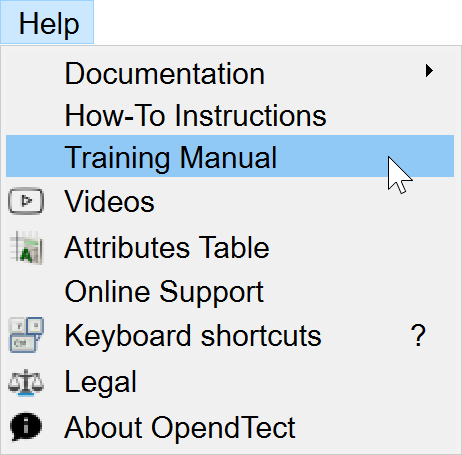 Help
Documentation
How-To Instructions
Training Manual
Videos
Attributes Table
Online Support
Keyboard shortcuts ?
Legal
About OpendTect